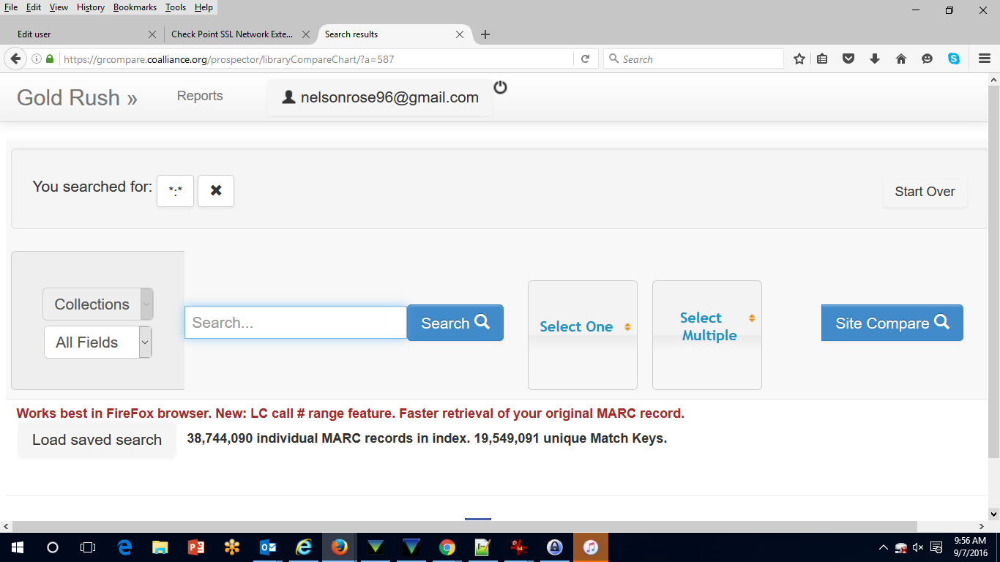 File Edit View History Bookmarks Tools Help
Edit user
Check Point SSL Network Exte...
Search results
https://grcompare.coalliance.org/prospector/libraryCompareChart/?a=587
Search
Gold Rush »
Reports
nelsonrose96@gmail.com
You searched for: *:*
Start Over
Collections
All Fields
Search...
Search
Select One
Select
Multiple
Site Compare
Works best in FireFox browser. New: LC call # range feature. Faster retrieval of your original MARC record.
Load saved search
38,744,090 individual MARC records in index. 19,549,091 unique Match Keys.
9:56 AM
9/7/2016